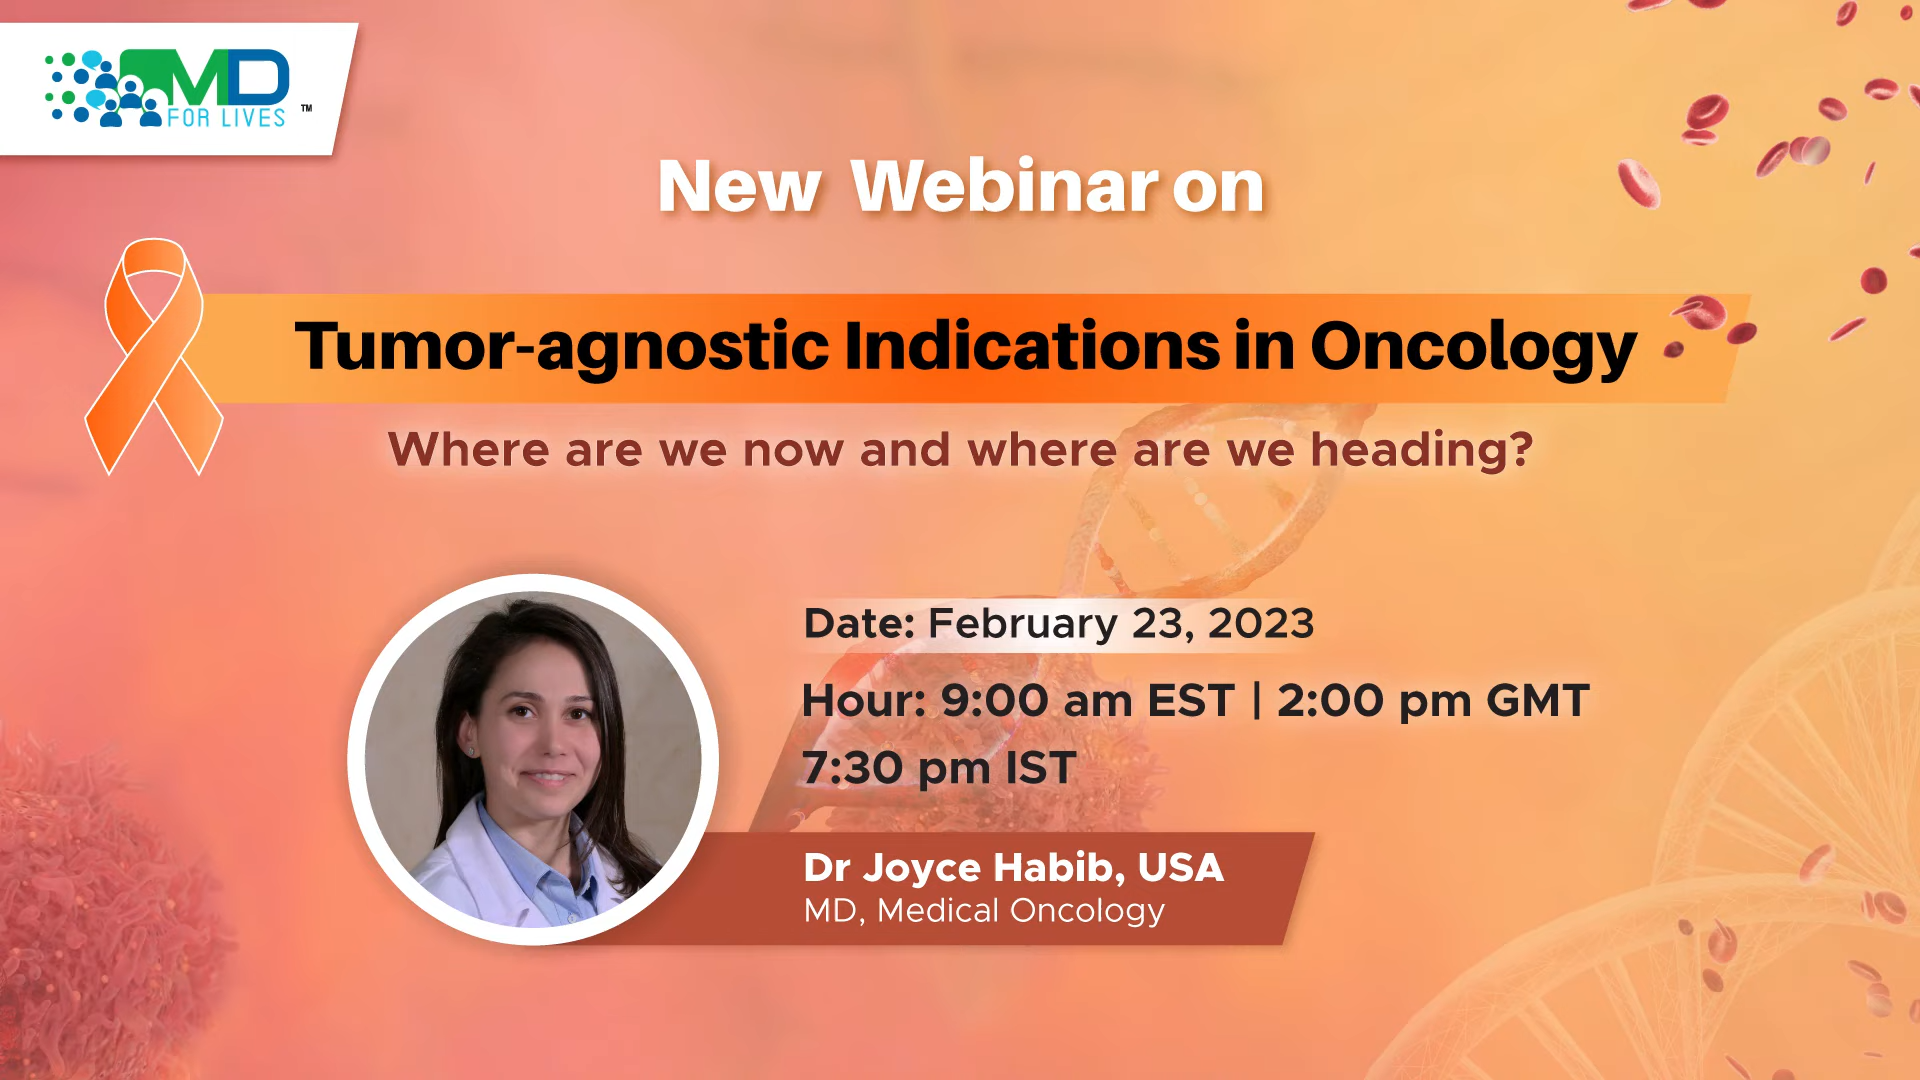 MD
FOR LIVES ™
New Webinar on
Tumor-agnostic Indications in Oncology
Where are we now and where are we heading?
Date: February 23, 2023
Hour: 9:00 am EST | 2:00 pm GMT
7:30 pm IST
Dr Joyce Habib, USA
MD, Medical Oncology